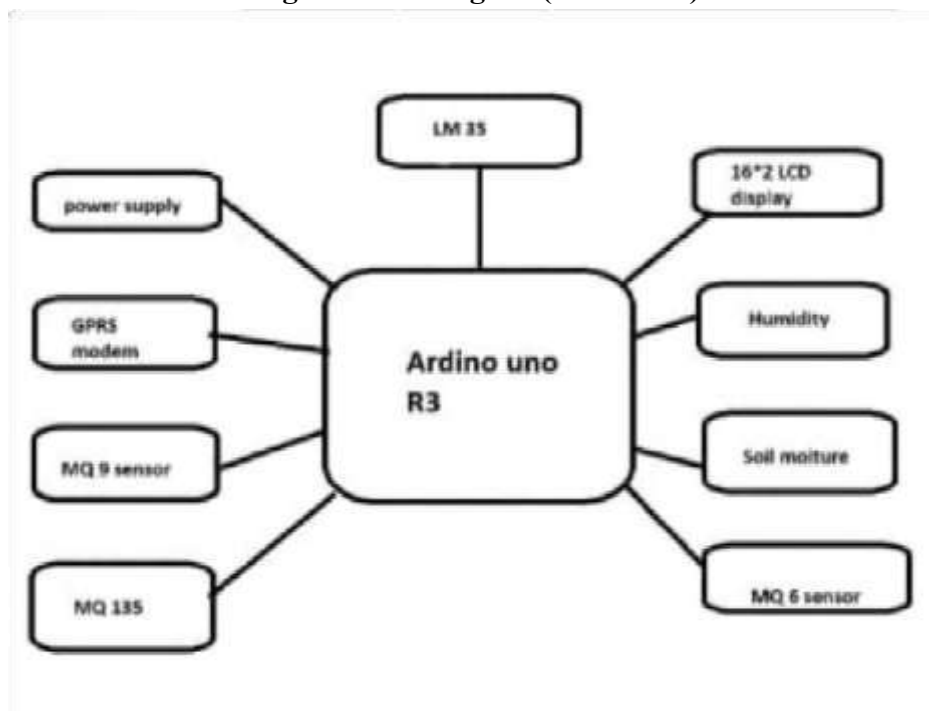 LM 35
16*2 LCD
display
power supply
Humidity
GPRS
modem
Ardino uno
R3
MQ 9 sensor
Soil moiture
MQ 135
MQ 6 sensor